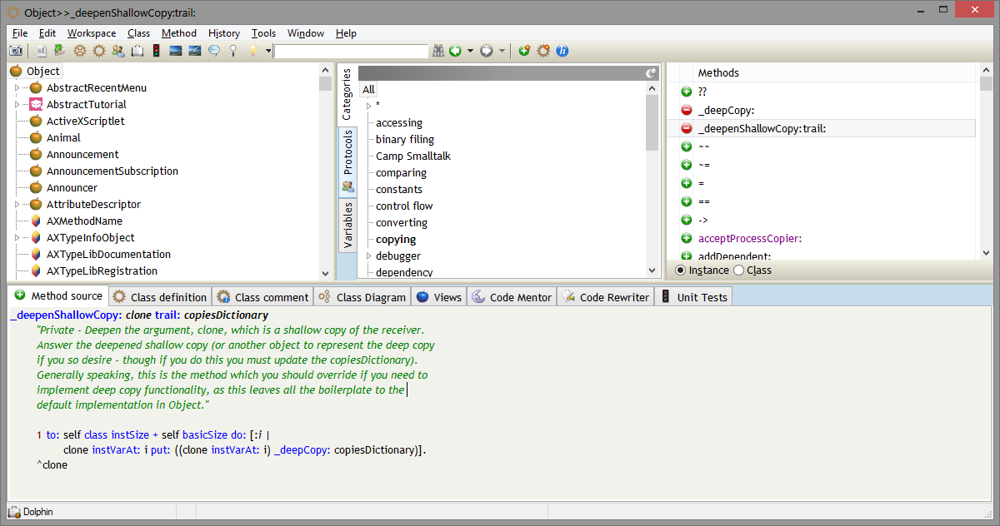 Object>>_deepenShallowCopy:trail:
File Edit Workspace Class Method History Tools Window Help
Object
AbstractRecentMenu
AbstractTutorial
ActiveXScriptlet
Animal
Announcement
AnnouncementSubscription
Announcer
AttributeDescriptor
AXMethodName
AXTypeInfoObject
AXTypeLibDocumentation
AXTypeLibRegistration
Categories
Protocols
Variables
All
*
accessing
binary filing
Camp Smalltalk
comparing
constants
control flow
converting
copying
debugger
dependency
Methods
??
_deepCopy:
_deepenShallowCopy:trail:
~~
~=
=
==
->
acceptProcessCopier:
addDependent:
Instance Class
Method source Class definition Class comment Class Diagram Views Code Mentor Code Rewriter Unit Tests
_deepenShallowCopy: clone trail: copiesDictionary
"Private - Deepen the argument, clone, which is a shallow copy of the receiver.
Answer the deepened shallow copy (or another object to represent the deep copy
if you so desire - though if you do this you must update the copiesDictionary).
Generally speaking, this is the method which you should override if you need to
implement deep copy functionality, as this leaves all the boilerplate to the
default implementation in Object."
1 to: self class instSize + self basicSize do: [:i |
clone instVarAt: i put: ((clone instVarAt: i) _deepCopy: copiesDictionary)].
^clone
Dolphin